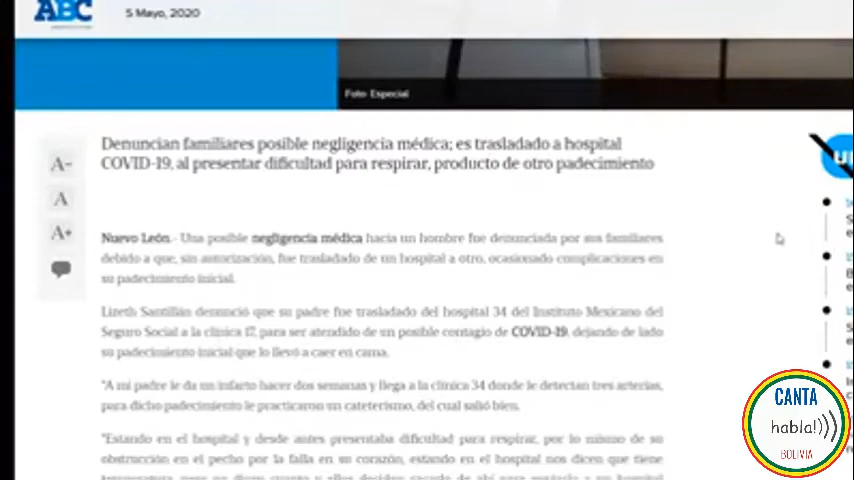 ABC
5 Mayo, 2020
Foto: Especial
Denuncian familiares posible negligencia médica; es trasladado a hospital
COVID-19, al presentar dificultad para respirar, producto de otro padecimiento
A-
A
A+
Nuevo León.- Una posible negligencia médica hacia un hombre fue denunciada por sus familiares
debido a que, sin autorización, fue trasladado de un hospital a otro, ocasionado complicaciones en
su padecimiento inicial.
Lizeth Santillán denunció que su padre fue trasladado del hospital 34 del Instituto Mexicano del
Seguro Social a la clínica 17, para ser atendido de un posible contagio de COVID-19, dejando de lado
su padecimiento inicial que lo llevó a caer en cama.
"A mi padre le da un infarto hacer dos semanas y llega a la clínica 34 donde le detectan tres arterias,
para dicho padecimiento le practicaron un cateterismo, del cual salió bien.
"Estando en el hospital y desde antes presentaba dificultad para respirar, por lo mismo de su
obstrucción en el pecho por la falla en su corazón, estando en el hospital nos dicen que tiene
CANTA
habla!)))
BOLIVIA